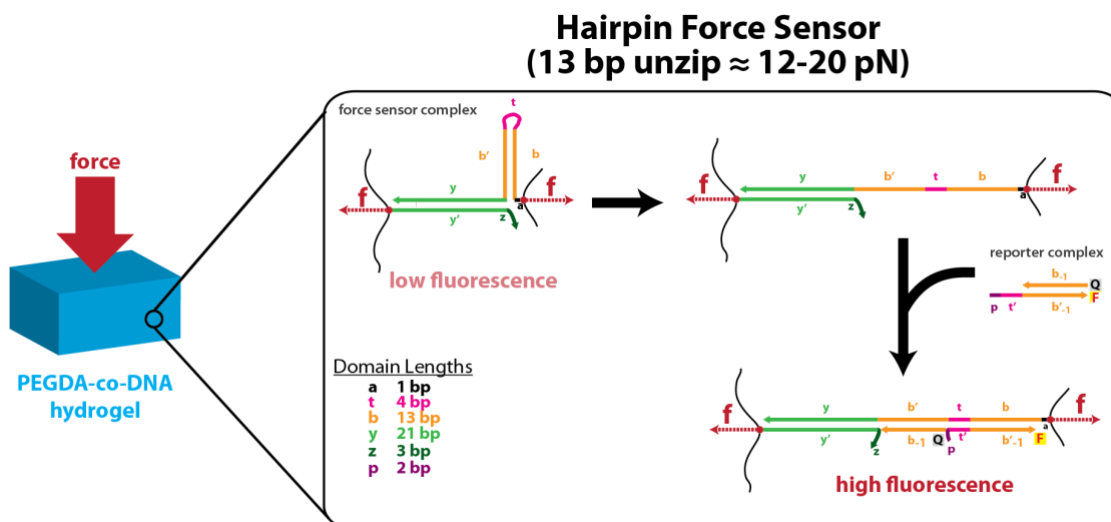 Hairpin Force Sensor
(13 bp unzip ≈ 12-20 pN)
force
PEGDA-co-DNA
hydrogel
force sensor complex
t
b' b
y
f f
y' z a
low fluorescence
y b' t b
f f
y' z a
reporter complex
b-1
Q
F
p t' b'-1
Domain Lengths
a 1 bp
t 4 bp
b 13 bp
y 21 bp
z 3 bp
p 2 bp
y b' t b
f f
y' z b-1 Q p t' b'-1 F a
high fluorescence